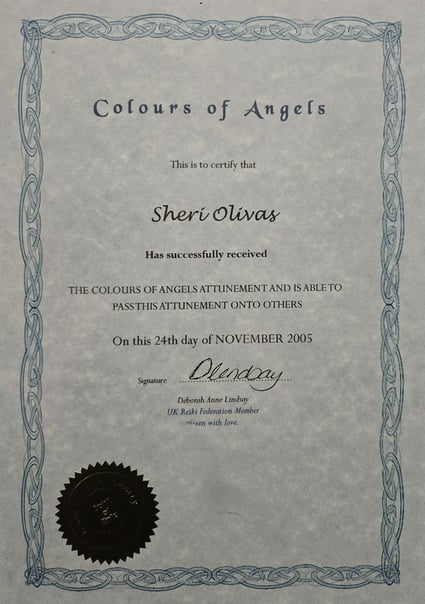 Colours of Angels
This is to certify that
Sheri Olivas
Has successfully received
THE COLOURS OF ANGELS ATTUNEMENT AND IS ABLE TO
PASS THIS ATTUNEMENT ONTO OTHERS
On this 24th day of NOVEMBER 2005
Signature DLindsay
Deborah Anne Lindsay
UK Reiki Federation Member
Given with love.